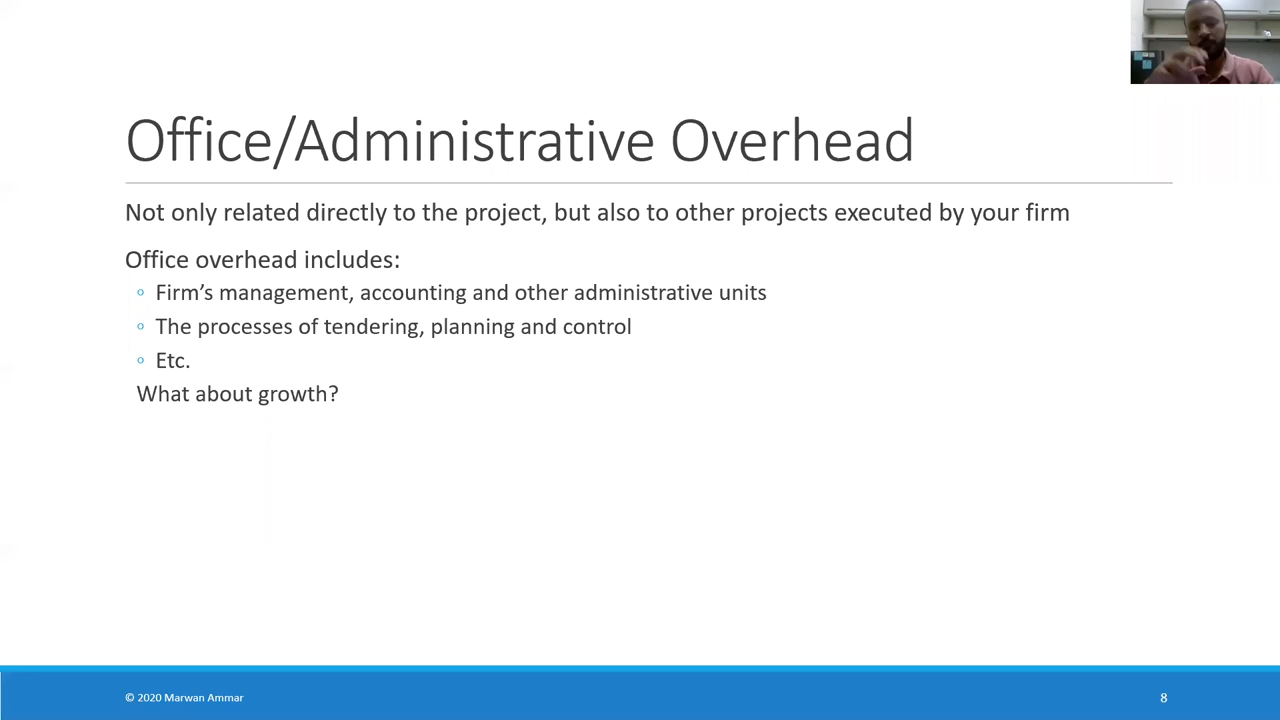 Office/Administrative Overhead
Not only related directly to the project, but also to other projects executed by your firm
Office overhead includes:
◦ Firm’s management, accounting and other administrative units
◦ The processes of tendering, planning and control
◦ Etc.
What about growth?
© 2020 Marwan Ammar
8